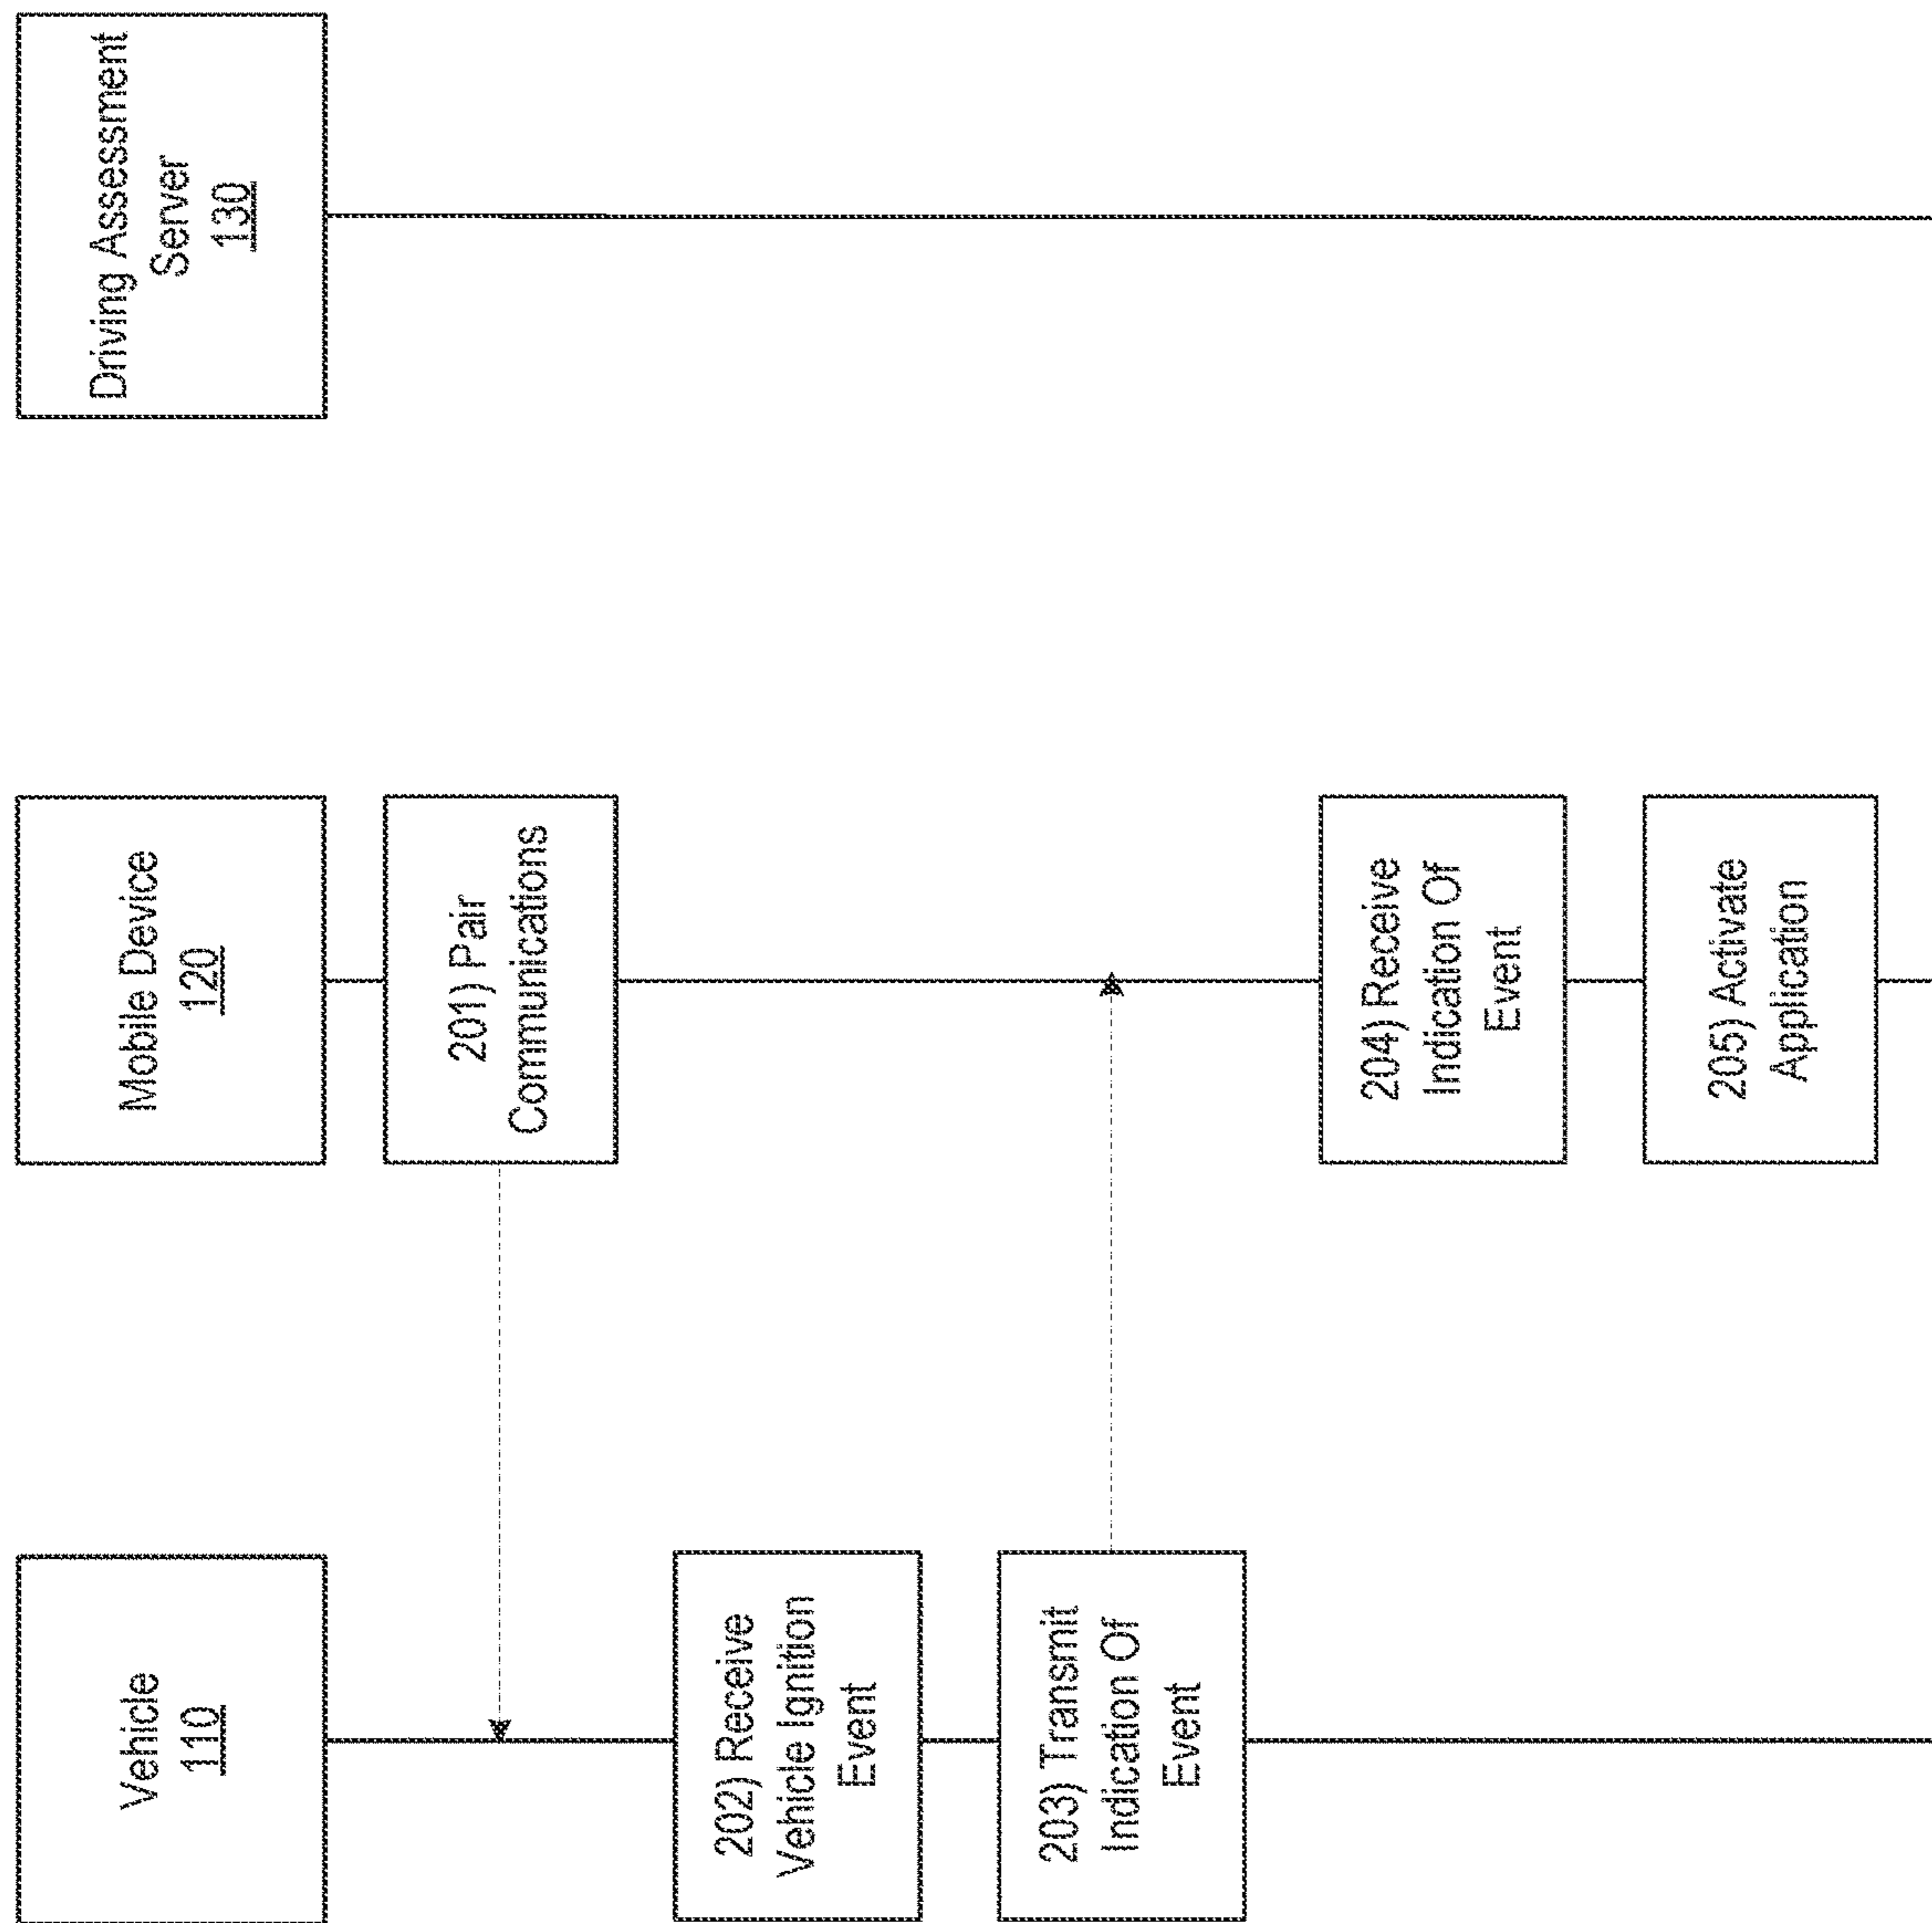 Vehicle
110
Mobile Device
120
Driving Assessment
Server
130
201) Pair
Communications
202) Receive
Vehicle Ignition
Event
203) Transmit
Indication Of
Event
204) Receive
Indication Of
Event
205) Activate
Application